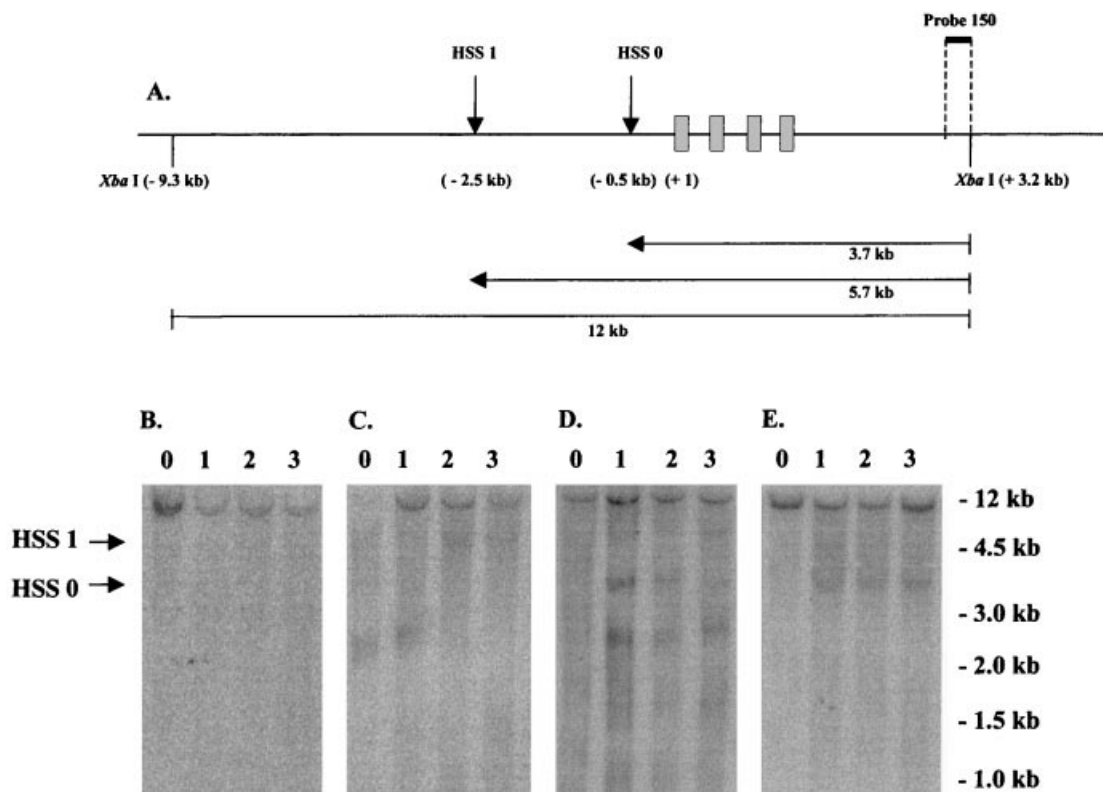 Probe 150
HSS 1 HSS 0
A.
Xba I (- 9.3 kb) ( - 2.5 kb) (- 0.5 kb) (+ 1) Xba I (+ 3.2 kb)
3.7 kb
5.7 kb
12 kb
B. C. D. E.
0 1 2 3 0 1 2 3 0 1 2 3 0 1 2 3
- 12 kb
HSS 1
- 4.5 kb
HSS 0
- 3.0 kb
- 2.0 kb
- 1.5 kb
- 1.0 kb